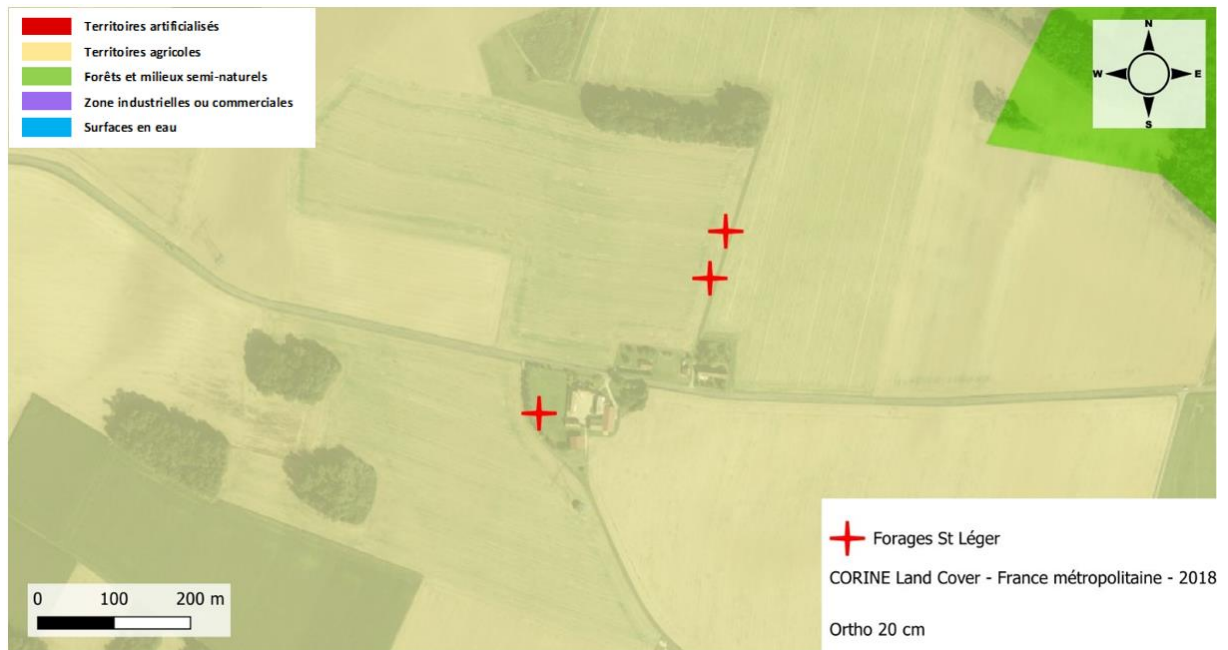 Territoires artificialisés
Territoires agricoles
Forêts et milieux semi-naturels
Zone industrielles ou commerciales
Surfaces en eau
N
W E
S
Forages St Léger
CORINE Land Cover - France métropolitaine - 2018
Ortho 20 cm
0 100 200 m